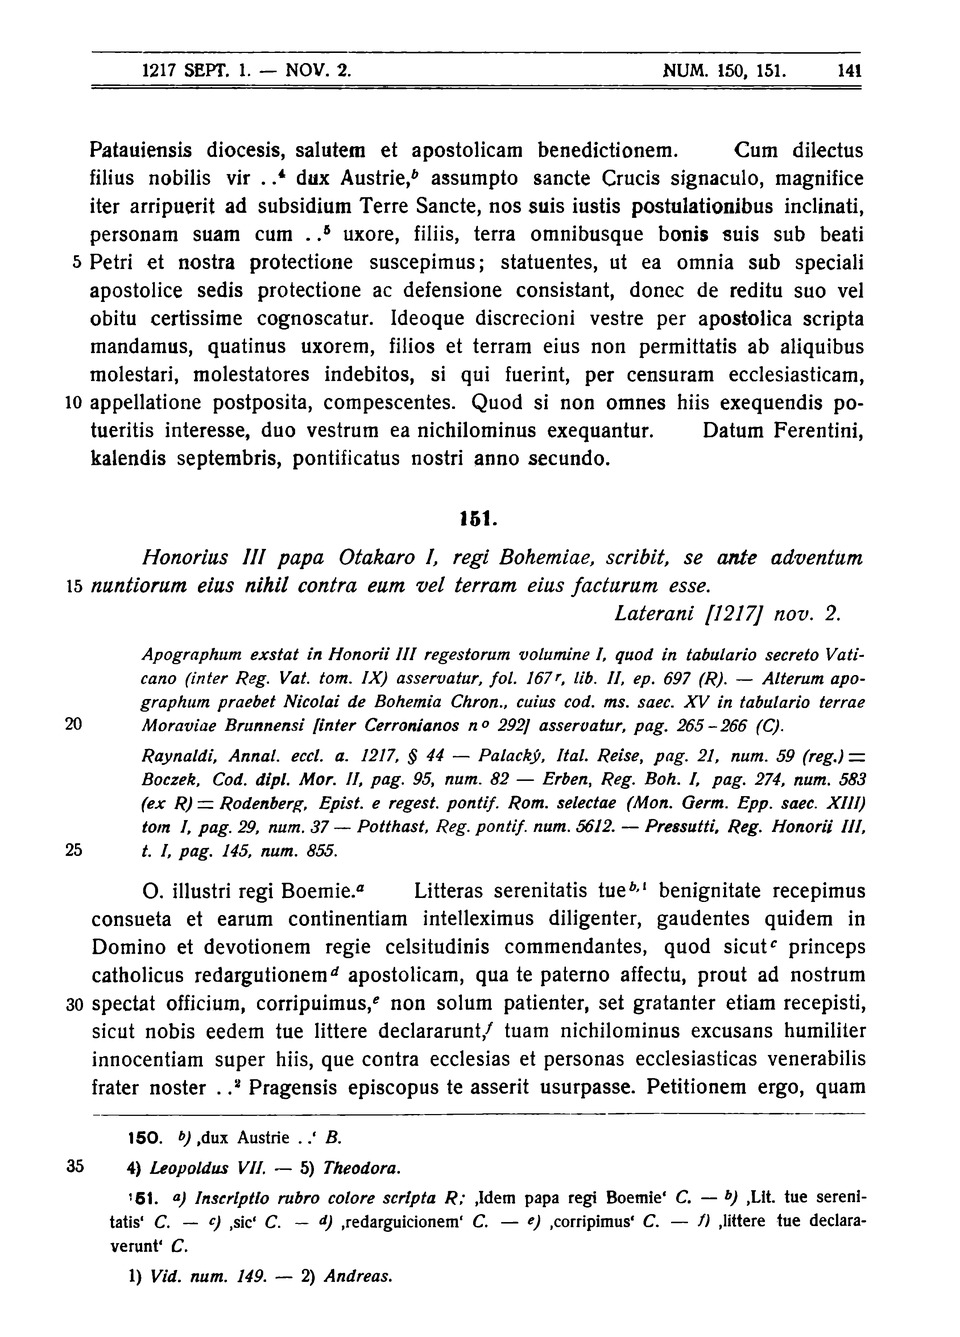 1217 SEPT. 1. — NOV. 2. NUM. 150, 151. 141
Patauiensis diocesis, salutem et apostolicam benedictionem. Cum dilectus
filius nobilis vir . .⁴ dux Austrie,ᵇ assumpto sancte Crucis signaculo, magnifice
iter arripuerit ad subsidium Terre Sancte, nos suis iustis postulationibus inclinati,
personam suam cum . .⁵ uxore, filiis, terra omnibusque bonis suis sub beati
5 Petri et nostra protectione suscepimus; statuentes, ut ea omnia sub speciali
apostolice sedis protectione ac defensione consistant, donec de reditu suo vel
obitu certissime cognoscatur. Ideoque discrecioni vestre per apostolica scripta
mandamus, quatinus uxorem, filios et terram eius non permittatis ab aliquibus
molestari, molestatores indebitos, si qui fuerint, per censuram ecclesiasticam,
10 appellatione postposita, compescentes. Quod si non omnes hiis exequendis po-
tueritis interesse, duo vestrum ea nichilominus exequantur. Datum Ferentini,
kalendis septembris, pontificatus nostri anno secundo.
151.
Honorius III papa Otakaro I, regi Bohemiae, scribit, se ante adventum
15 nuntiorum eius nihil contra eum vel terram eius facturum esse.
Laterani [1217] nov. 2.
Apographum exstat in Honorii III regestorum volumine I, quod in tabulario secreto Vati-
cano (inter Reg. Vat. tom. IX) asservatur, fol. 167ʳ, lib. II, ep. 697 (R). — Alterum apo-
graphum praebet Nicolai de Bohemia Chron., cuius cod. ms. saec. XV in tabulario terrae
20 Moraviae Brunnensi [inter Cerronianos nº 292] asservatur, pag. 265–266 (C).
Raynaldi, Annal. eccl. a. 1217, § 44 — Palacký, Ital. Reise, pag. 21, num. 59 (reg.) =
Boczek, Cod. dipl. Mor. II, pag. 95, num. 82 — Erben, Reg. Boh. I, pag. 274, num. 583
(ex R) = Rodenberg, Epist. e regest. pontif. Rom. selectae (Mon. Germ. Epp. saec. XIII)
tom I, pag. 29, num. 37 — Potthast, Reg. pontif. num. 5612. — Pressutti, Reg. Honorii III,
25 t. I, pag. 145, num. 855.
O. illustri regi Boemie.ᵃ Litteras serenitatis tueᵇ,¹ benignitate recepimus
consueta et earum continentiam intelleximus diligenter, gaudentes quidem in
Domino et devotionem regie celsitudinis commendantes, quod sicutᶜ princeps
catholicus redargutionemᵈ apostolicam, qua te paterno affectu, prout ad nostrum
30 spectat officium, corripuimus,ᵉ non solum patienter, set gratanter etiam recepisti,
sicut nobis eedem tue littere declararunt,ᶠ tuam nichilominus excusans humiliter
innocentiam super hiis, que contra ecclesias et personas ecclesiasticas venerabilis
frater noster . .² Pragensis episcopus te asserit usurpasse. Petitionem ergo, quam
150. b) ‚dux Austrie . .‘ B.
35 4) Leopoldus VII. — 5) Theodora.
151. a) Inscriptio rubro colore scripta R; ‚Idem papa regi Boemie‘ C. — b) ‚Lit. tue sereni-
tatis‘ C. — c) ‚sic‘ C. — d) ‚redarguicionem‘ C. — e) ‚corripimus‘ C. — f) ‚littere tue declara-
verunt‘ C.
1) Vid. num. 149. — 2) Andreas.